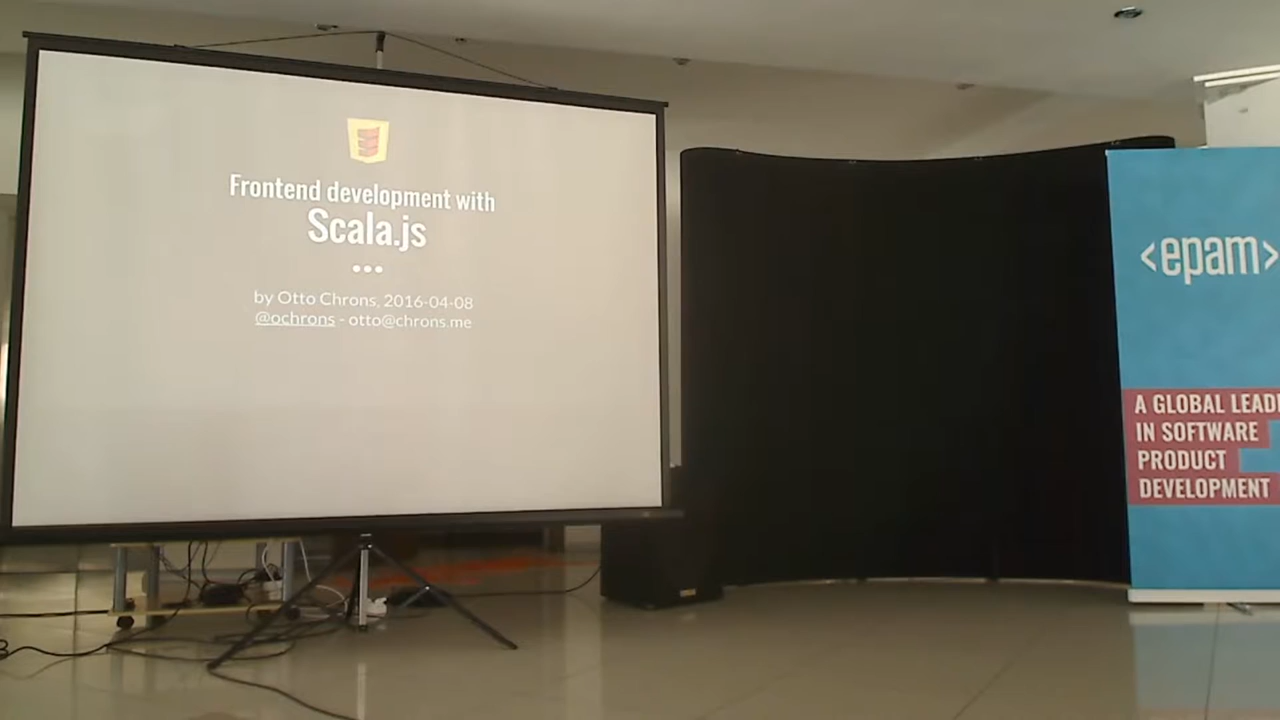 Frontend development with
Scala.js
by Otto Chrons, 2016-04-08
@ochrons - otto@chrons.me
<epam>
A GLOBAL LEAD
IN SOFTWARE
PRODUCT
DEVELOPMENT